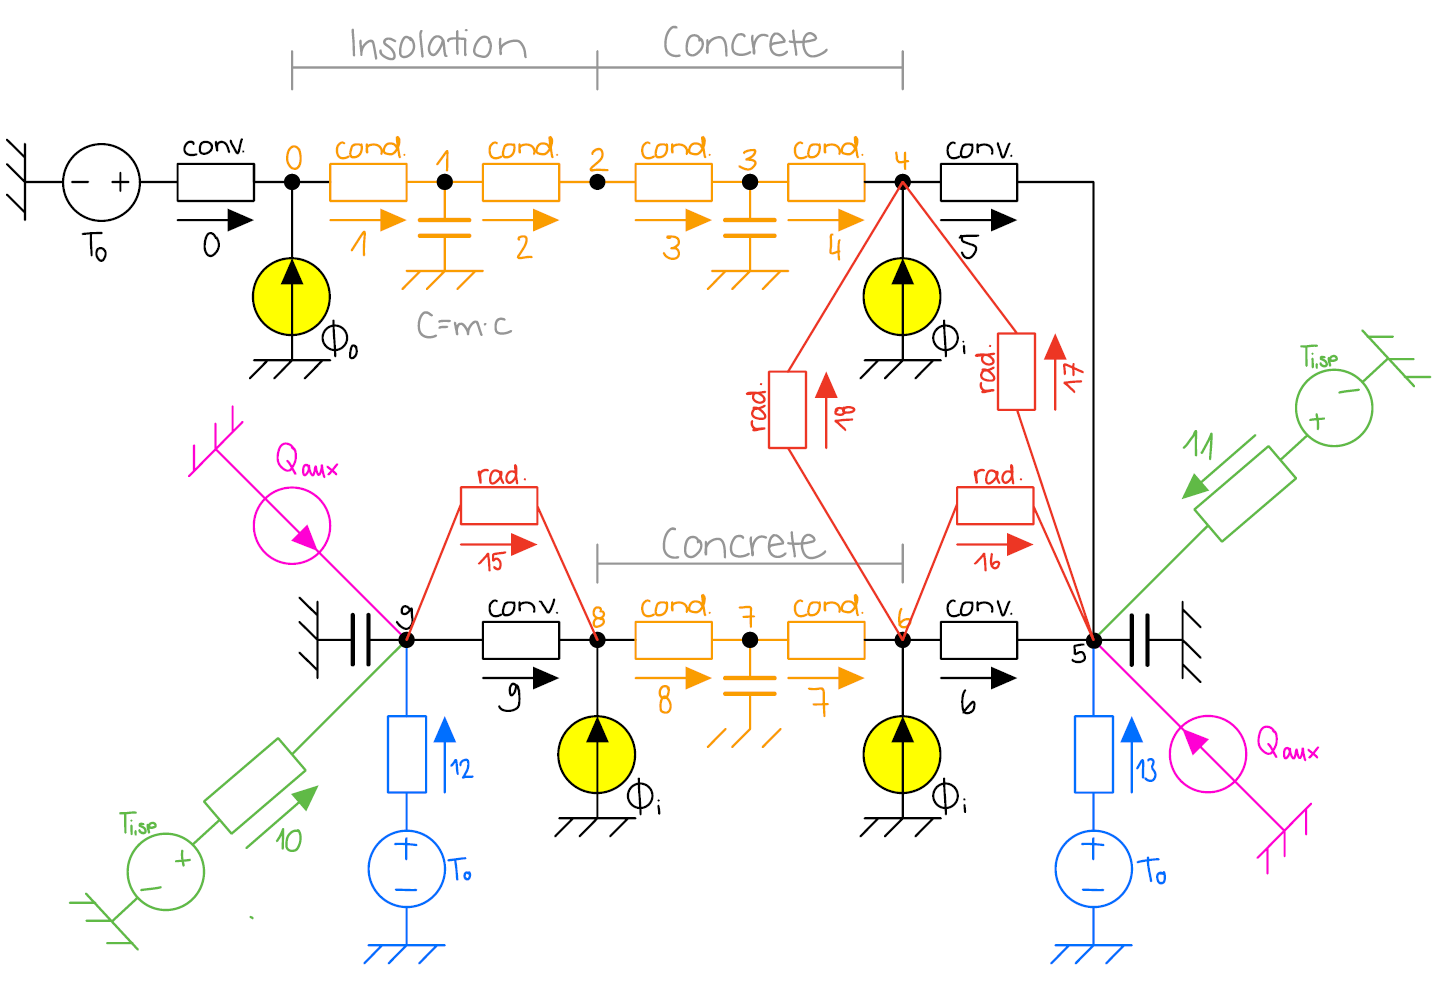 Insolation Concrete
conv. 0 cond. 1 cond. 2 cond. 3 cond. 4 conv.
− +
T₀ 0 1 2 3 4 5
C=m·c
Φ₀ Φᵢ
rad. 18 rad. 17
Ti,sp
− +
11
Qaux
rad. rad.
15 16
Concrete
9 conv. 8 cond. 7 cond. 6 conv. 5
9 8 7 6
12 13
Qaux
Φᵢ Φᵢ
Ti,sp
+ −
10
+ − T₀ + − T₀